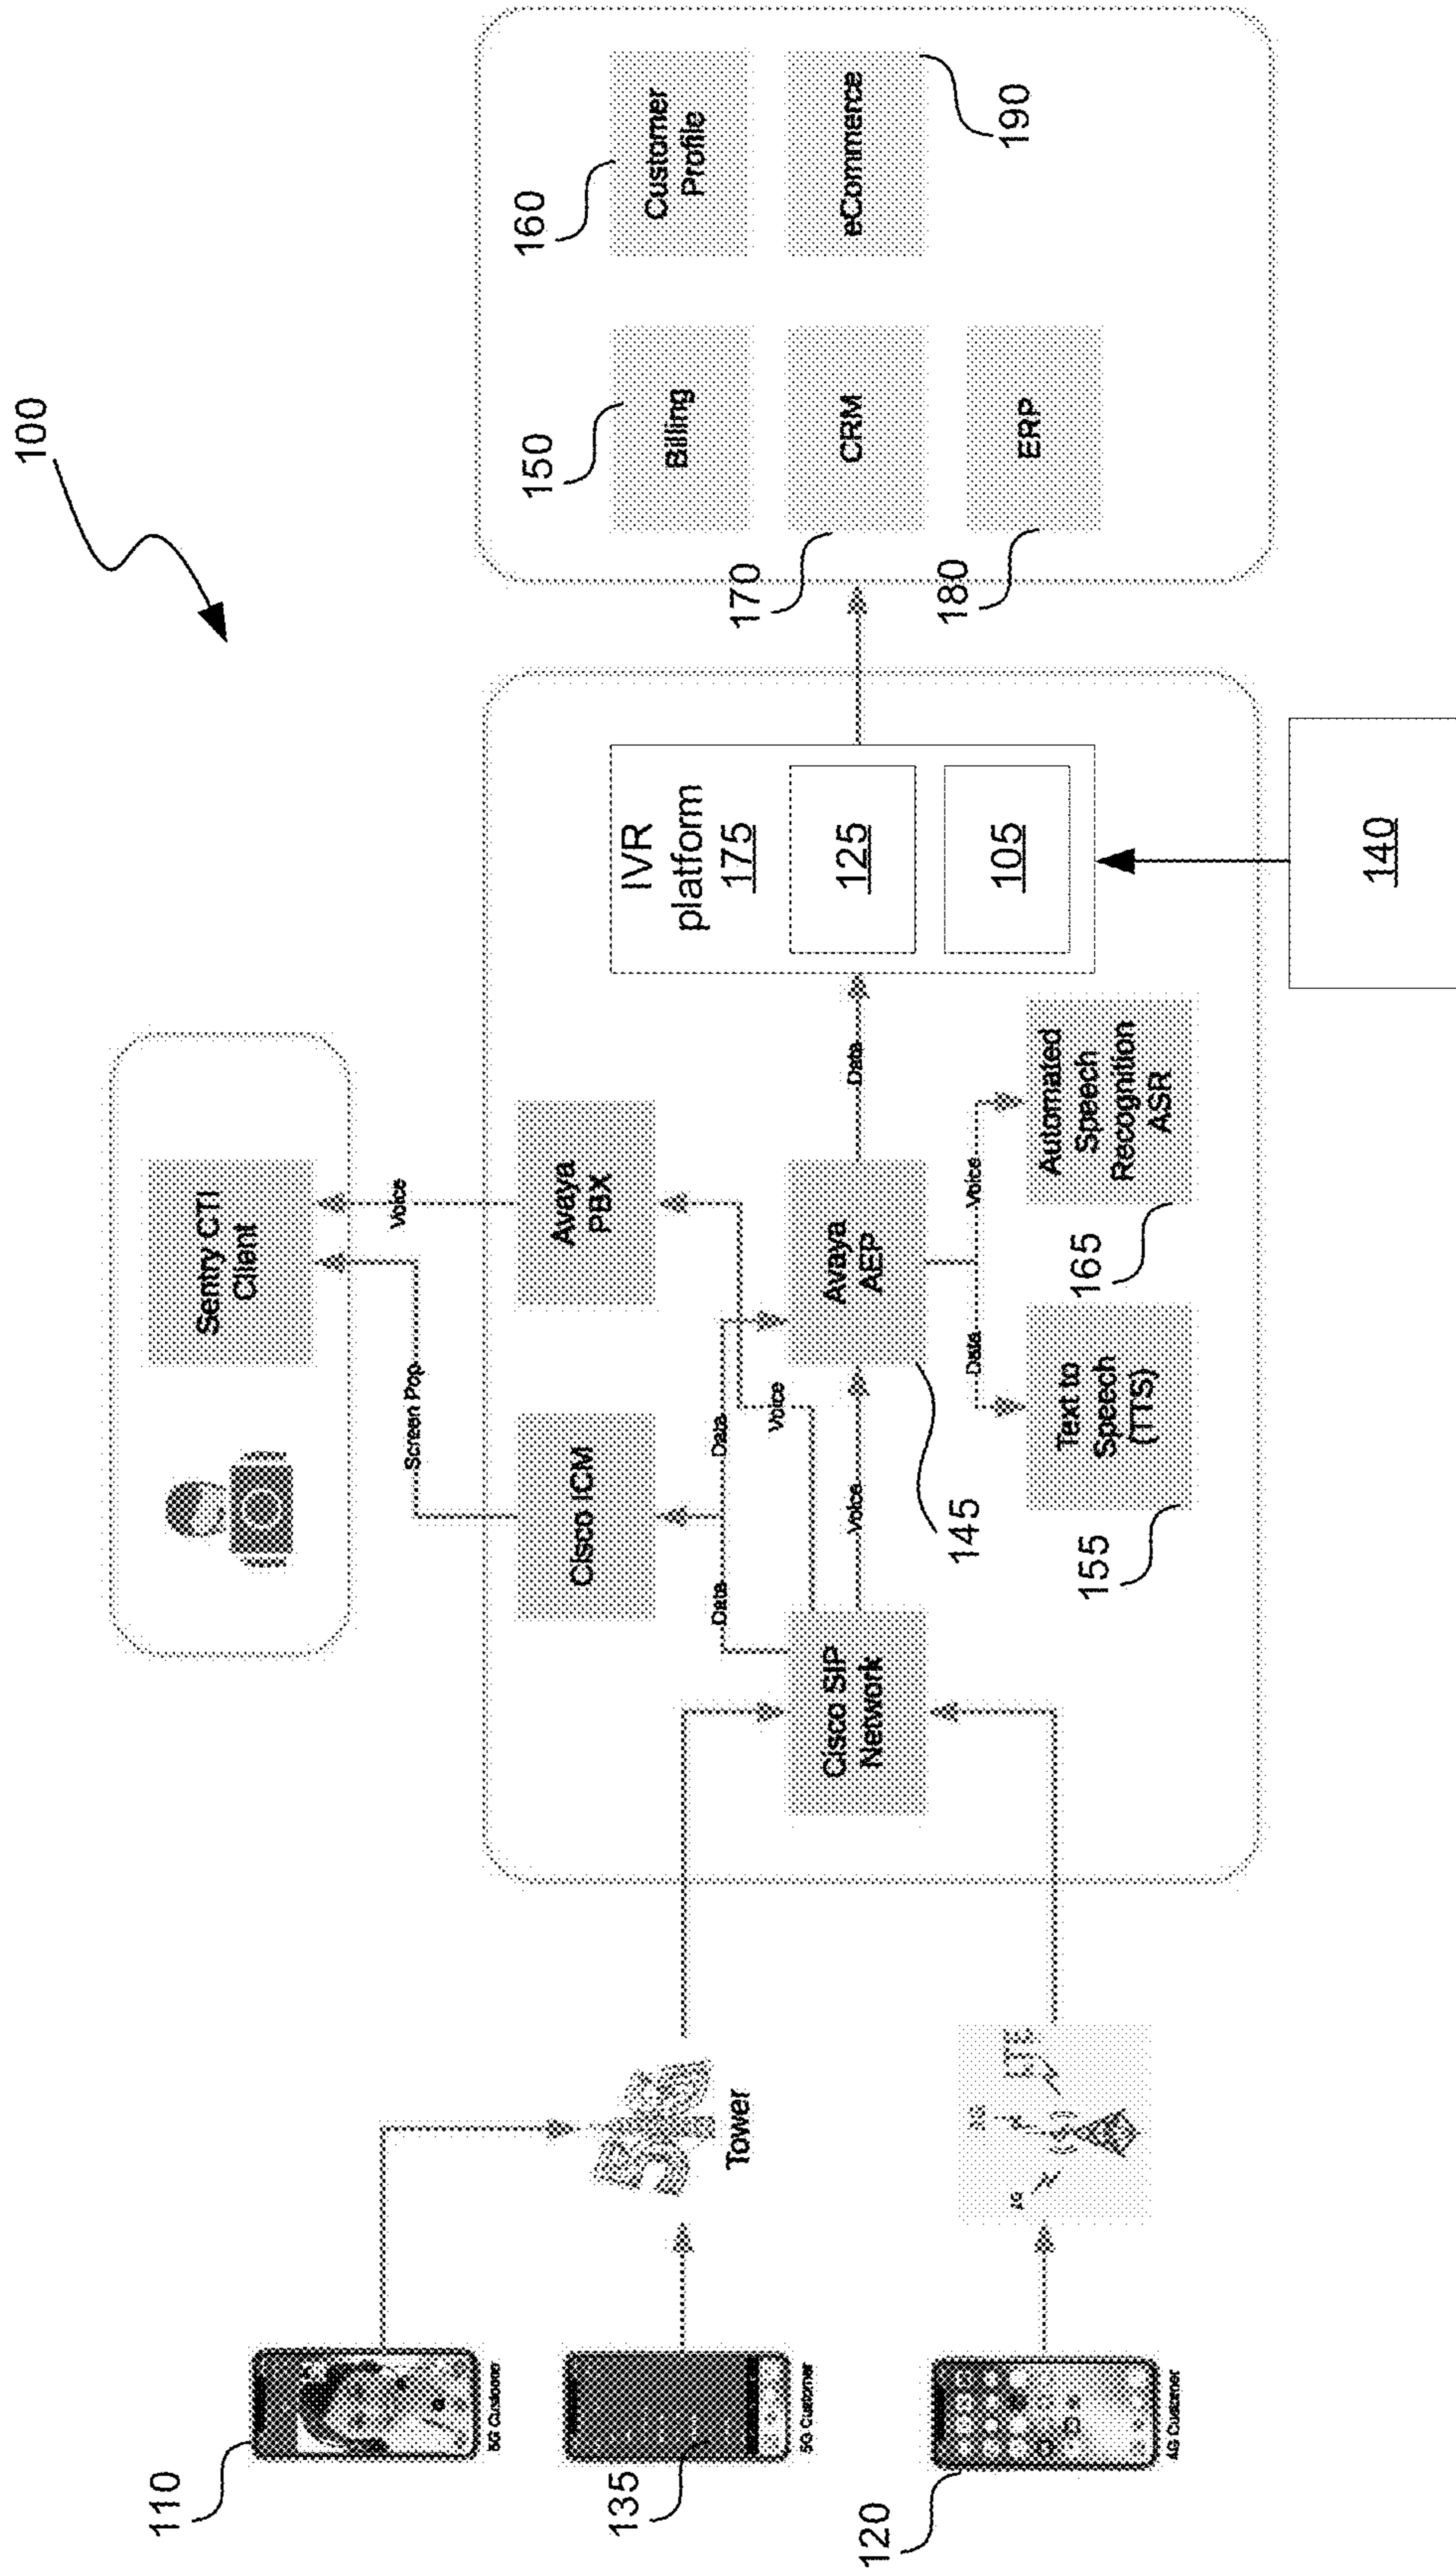 100
Sentry CTI
Client
Screen Pop
Voice
160
Customer
Profile
150
Billing
Cisco ICM
Avaya
PBX
IVR
platform
175
170
CRM
eCommerce
190
110
5G Customer
Data
Data
Voice
Cisco SIP
Network
Voice
Avaya
AEP
Data
125
180
ERP
135
5G Customer
5G
Tower
145
Data
Voice
105
155
Text to
Speech
(TTS)
165
Automated
Speech
Recognition
ASR
120
4G Customer
LTE
140